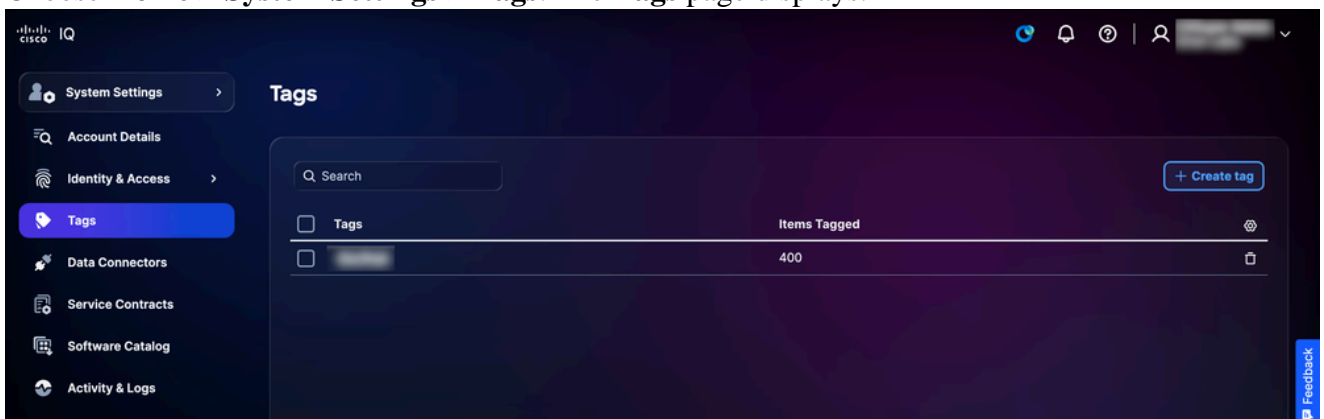 cisco IQ
System Settings
Account Details
Identity & Access
Tags
Data Connectors
Service Contracts
Software Catalog
Activity & Logs
Tags
Search
+ Create tag
Tags Items Tagged
400
Feedback